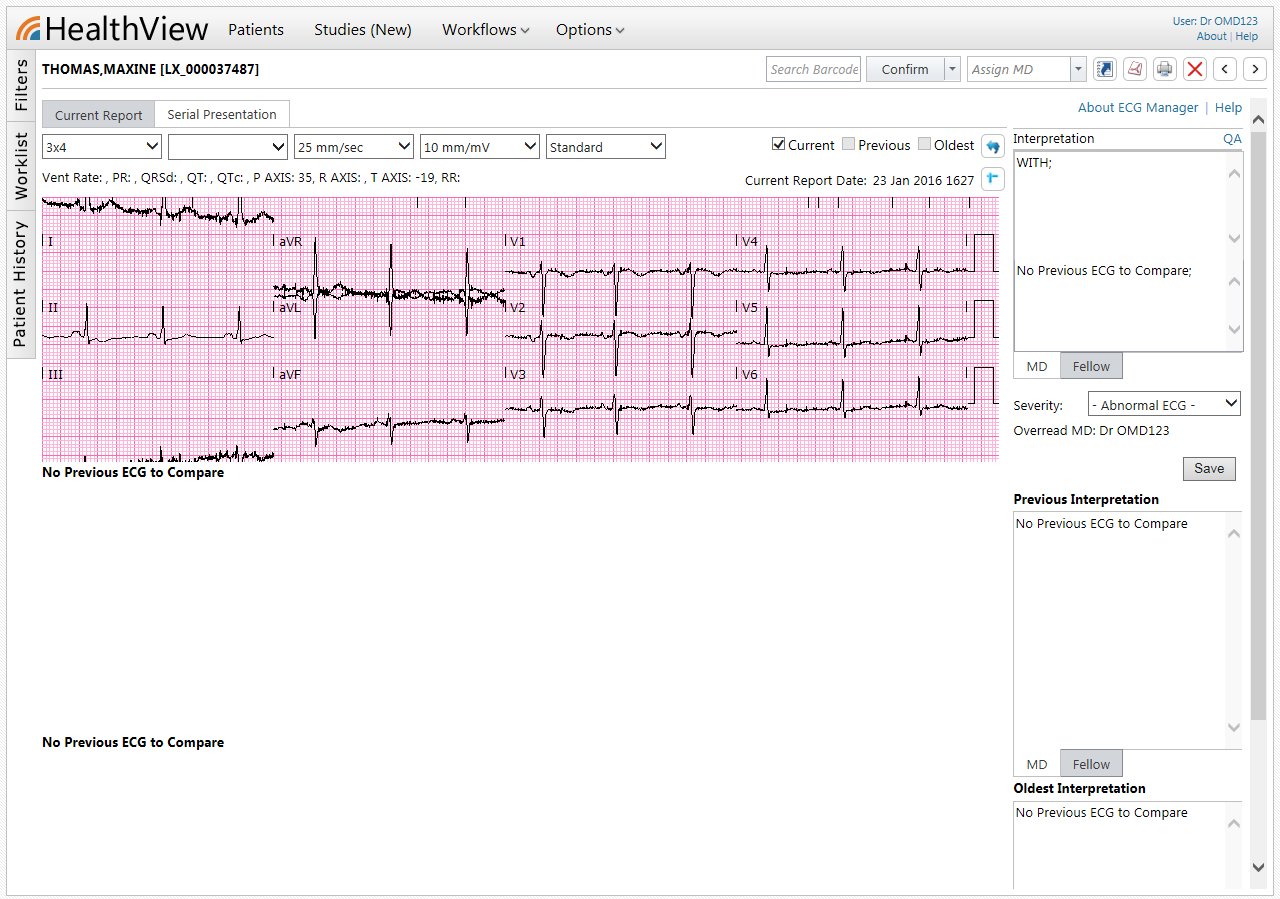 HealthView Patients Studies (New) Workflows Options
User: Dr OMD123
About | Help
Filters
Worklist
Patient History
THOMAS,MAXINE [LX_000037487]
Search Barcode Confirm Assign MD
Current Report Serial Presentation
About ECG Manager | Help
3x4 25 mm/sec 10 mm/mV Standard
Current Previous Oldest
Vent Rate: , PR: , QRSd: , QT: , QTc: , P AXIS: 35, R AXIS: , T AXIS: -19, RR:
Current Report Date: 23 Jan 2016 1627
I aVR V1 V4
II aVL V2 V5
III aVF V3 V6
No Previous ECG to Compare
No Previous ECG to Compare
Interpretation QA
WITH;
No Previous ECG to Compare;
MD Fellow
Severity: - Abnormal ECG -
Overread MD: Dr OMD123
Save
Previous Interpretation
No Previous ECG to Compare
MD Fellow
Oldest Interpretation
No Previous ECG to Compare